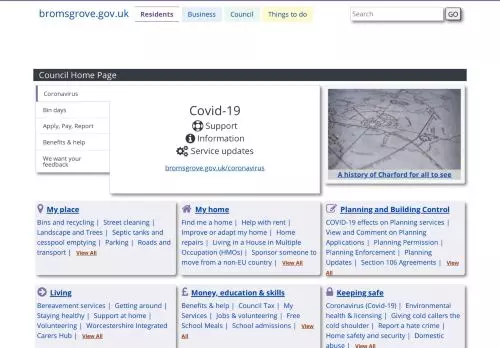 bromsgrove.gov.uk
Residents
Business
Council
Things to do
Search
GO
Council Home Page
Coronavirus
Bin days
Apply, Pay, Report
Benefits & help
We want your
feedback
Covid-19
Support
Information
Service updates
bromsgrove.gov.uk/coronavirus
A history of Charford for all to see
My place
Bins and recycling | Street cleaning |
Landscape and Trees | Septic tanks and
cesspool emptying | Parking | Roads and
transport | View All
My home
Find me a home | Help with rent |
Improve or adapt my home | Home
repairs | Living in a House in Multiple
Occupation (HMOs) | Sponsor someone to
move from a non-EU country | View All
Planning and Building Control
COVID-19 effects on Planning services |
View and Comment on Planning
Applications | Planning Permission |
Planning Enforcement | Planning
Updates | Section 106 Agreements | View
All
Living
Bereavement services | Getting around |
Staying healthy | Support at home |
Volunteering | Worcestershire Integrated
Carers Hub | View All
Money, education & skills
Benefits & help | Council Tax | My
Services | Jobs & volunteering | Free
School Meals | School admissions | View
All
Keeping safe
Coronavirus (Covid-19) | Environmental
health & licensing | Giving cold callers the
cold shoulder | Report a hate crime |
Home safety and security | Domestic
abuse | View All